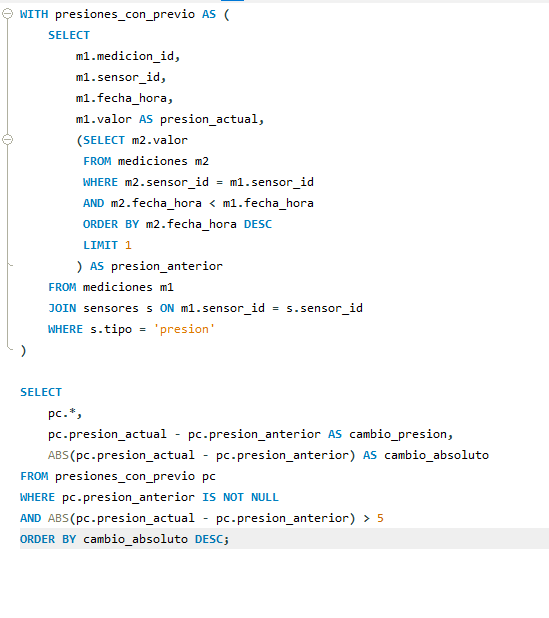 WITH presiones_con_previo AS (
SELECT
m1.medicion_id,
m1.sensor_id,
m1.fecha_hora,
m1.valor AS presion_actual,
(SELECT m2.valor
FROM mediciones m2
WHERE m2.sensor_id = m1.sensor_id
AND m2.fecha_hora < m1.fecha_hora
ORDER BY m2.fecha_hora DESC
LIMIT 1
) AS presion_anterior
FROM mediciones m1
JOIN sensores s ON m1.sensor_id = s.sensor_id
WHERE s.tipo = 'presion'
)
SELECT
pc.*,
pc.presion_actual - pc.presion_anterior AS cambio_presion,
ABS(pc.presion_actual - pc.presion_anterior) AS cambio_absoluto
FROM presiones_con_previo pc
WHERE pc.presion_anterior IS NOT NULL
AND ABS(pc.presion_actual - pc.presion_anterior) > 5
ORDER BY cambio_absoluto DESC;